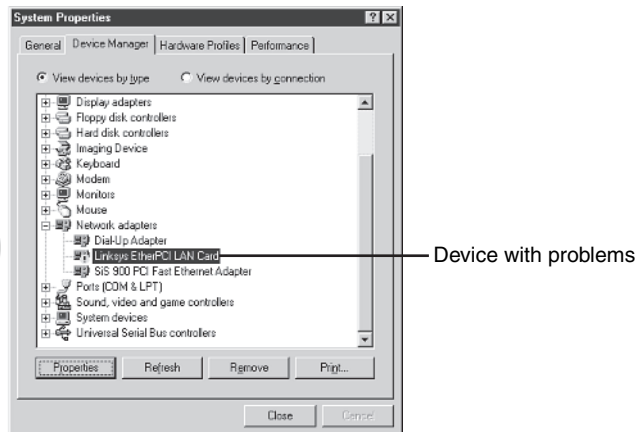 System Properties
General Device Manager Hardware Profiles Performance
View devices by type View devices by connection
Display adapters
Floppy disk controllers
Hard disk controllers
Imaging Device
Keyboard
Modem
Monitors
Mouse
Network adapters
Dial-Up Adapter
Linksys EtherPCI LAN Card
Device with problems
SiS 900 PCI Fast Ethernet Adapter
Ports (COM & LPT)
Sound, video and game controllers
System devices
Universal Serial Bus controllers
Properties Refresh Remove Print...
Close Cancel